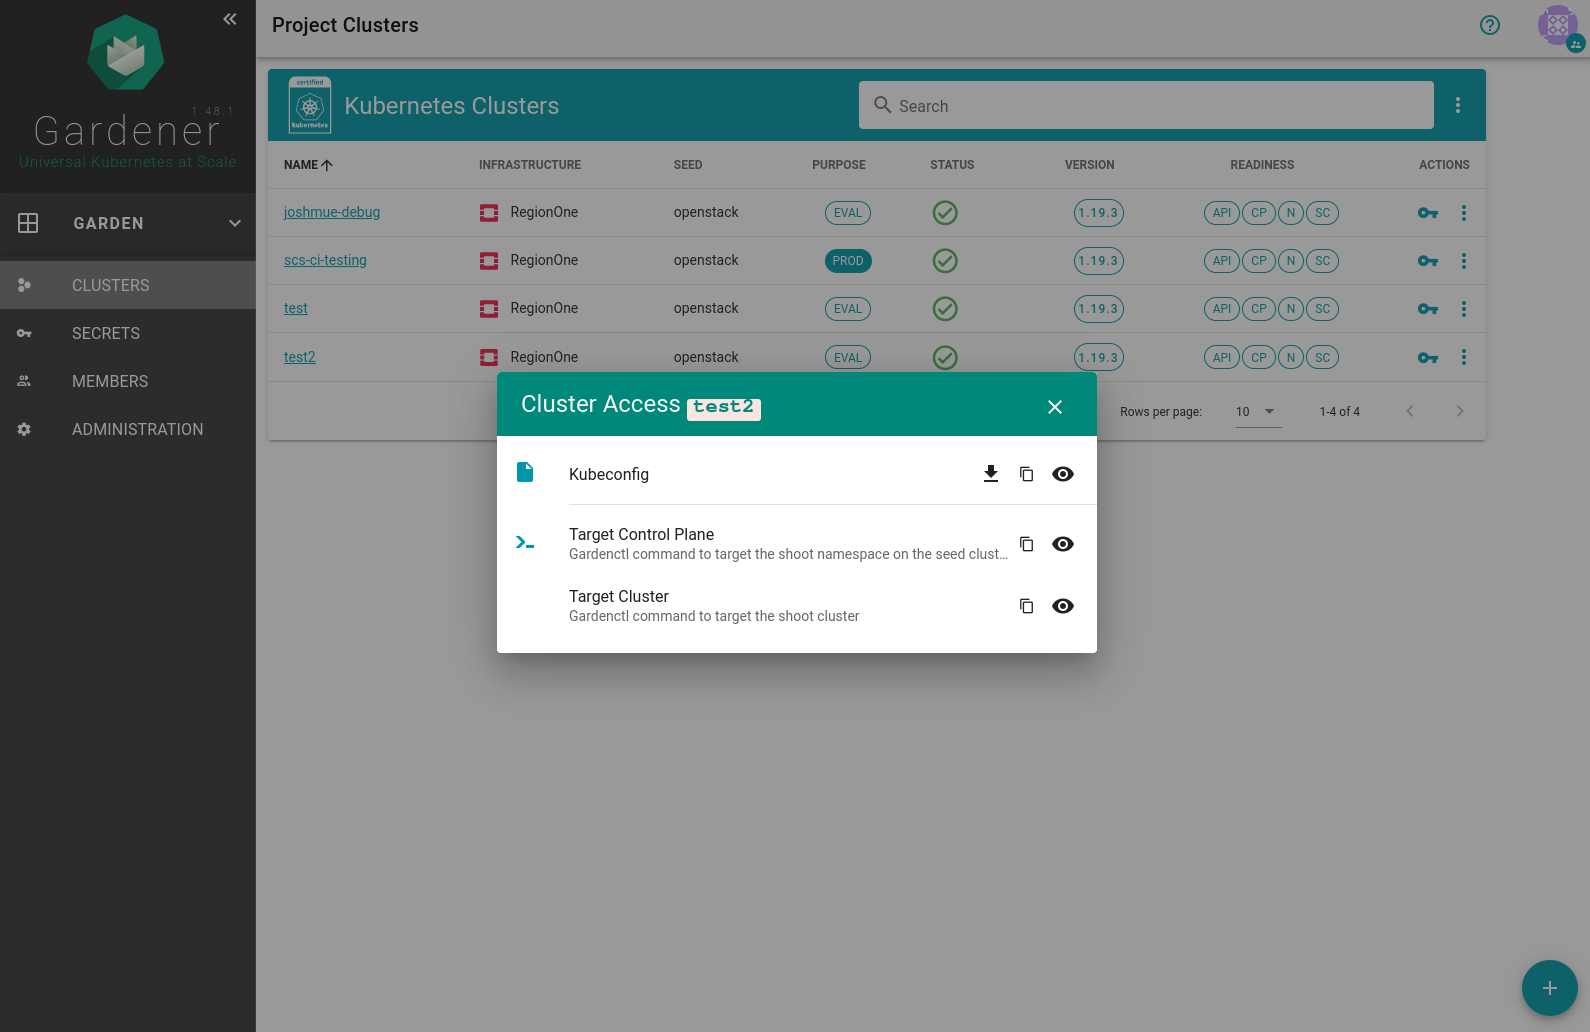 Project Clusters
1.48.1
Gardener
Universal Kubernetes at Scale
GARDEN
CLUSTERS
SECRETS
MEMBERS
ADMINISTRATION
certified
kubernetes
Kubernetes Clusters
Search
NAME INFRASTRUCTURE SEED PURPOSE STATUS VERSION READINESS ACTIONS
joshmue-debug RegionOne openstack EVAL 1.19.3 API CP N SC
scs-ci-testing RegionOne openstack PROD 1.19.3 API CP N SC
test RegionOne openstack EVAL 1.19.3 API CP N SC
test2 RegionOne openstack EVAL 1.19.3 API CP N SC
Rows per page: 10 1-4 of 4
Cluster Access test2
Kubeconfig
Target Control Plane
Gardenctl command to target the shoot namespace on the seed clust…
Target Cluster
Gardenctl command to target the shoot cluster